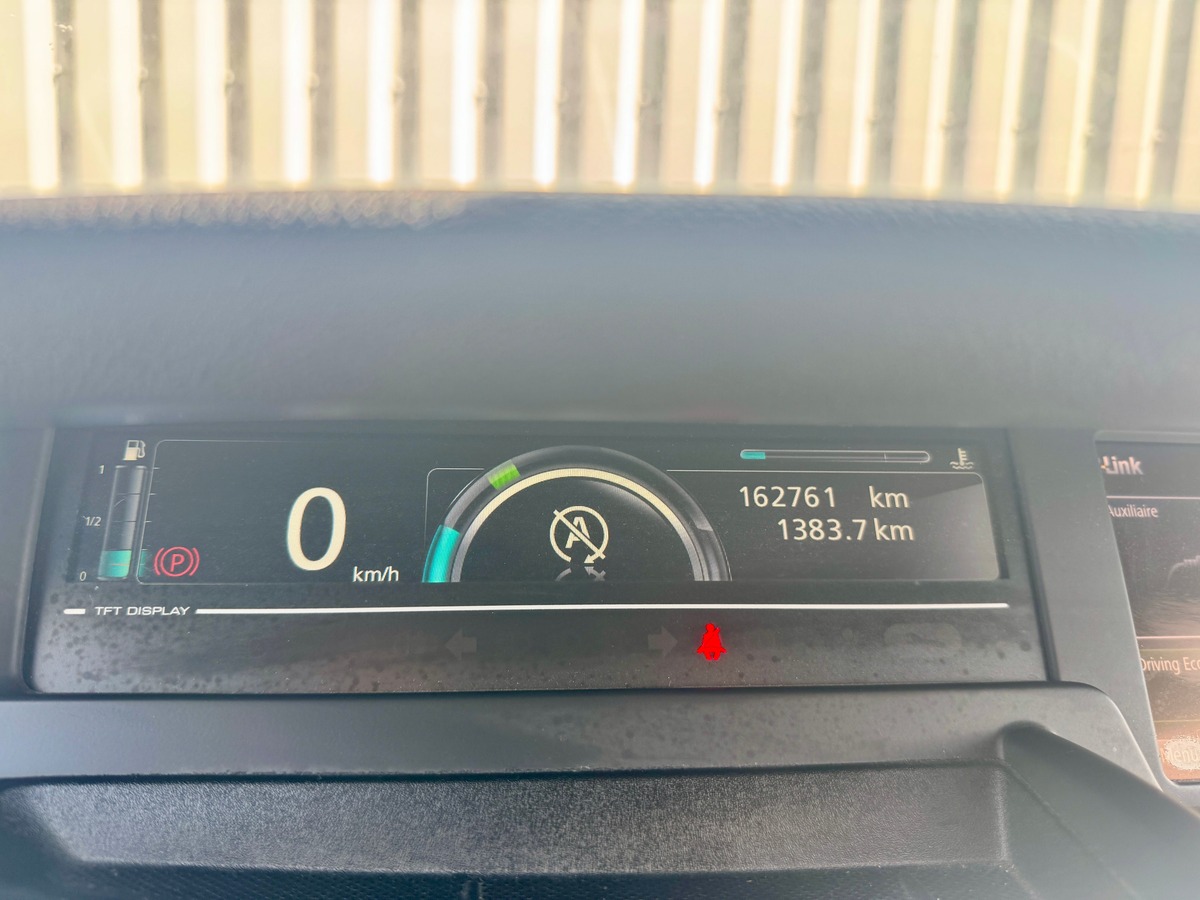 1
1/2
0
P
0
km/h
A
162761 km
1383.7 km
TFT DISPLAY
Link
Auxiliaire
Driving Eco